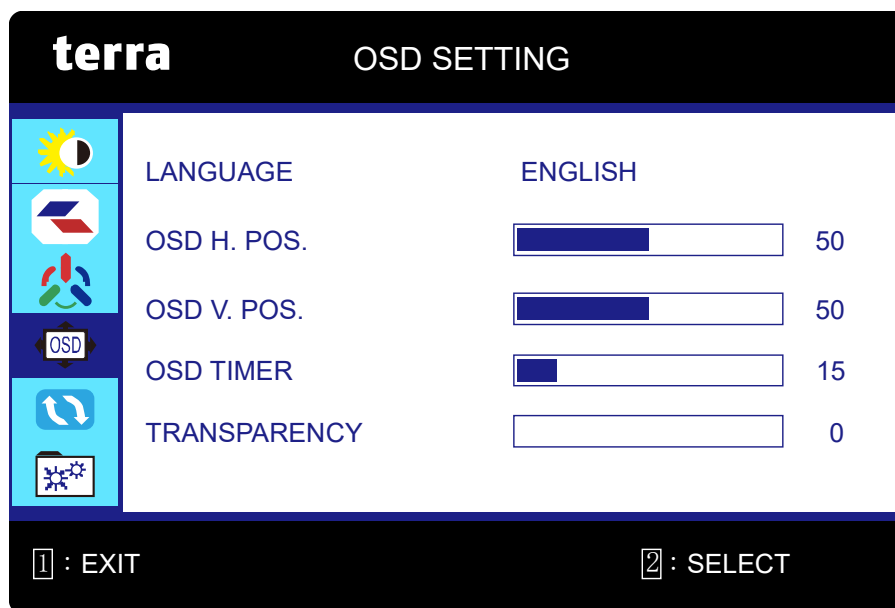 terra OSD SETTING
LANGUAGE ENGLISH
OSD H. POS. 50
OSD V. POS. 50
OSD
OSD TIMER 15
TRANSPARENCY 0
1 : EXIT 2 : SELECT